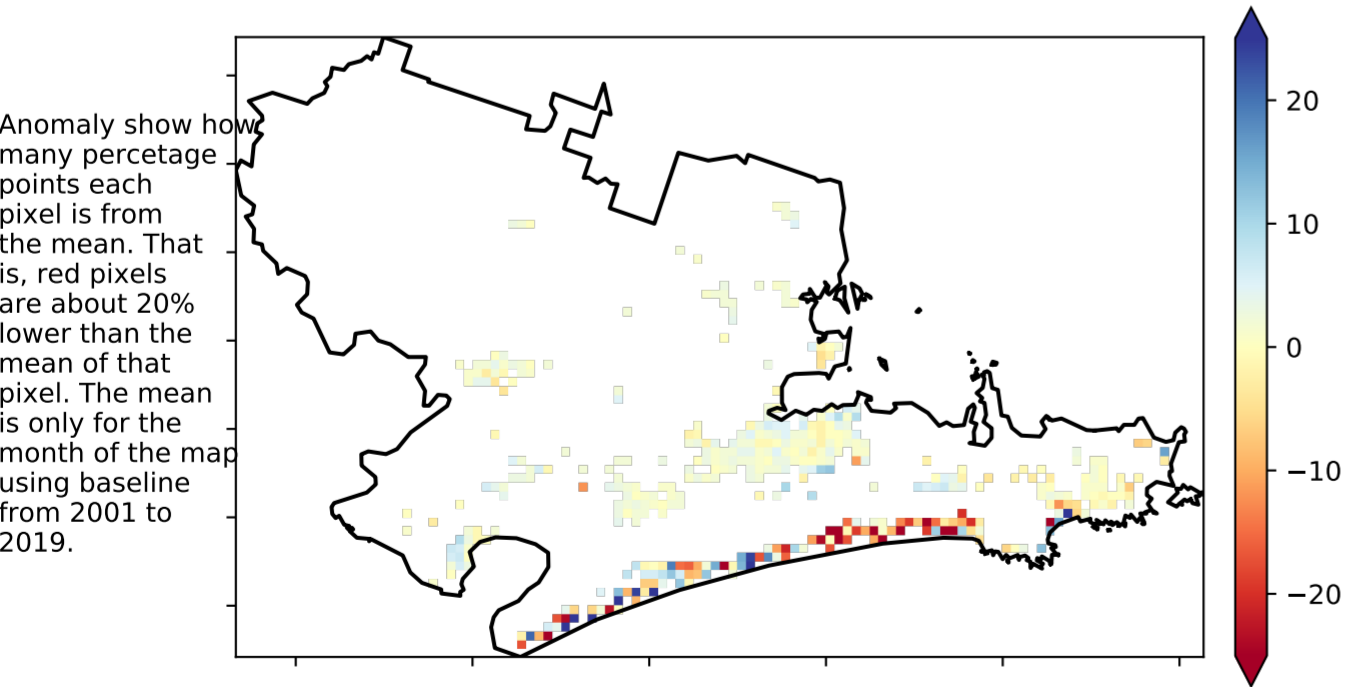 Anomaly show how
many percetage
points each
pixel is from
the mean. That
is, red pixels
are about 20%
lower than the
mean of that
pixel. The mean
is only for the
month of the map
using baseline
from 2001 to
2019.
20
10
0
−10
−20